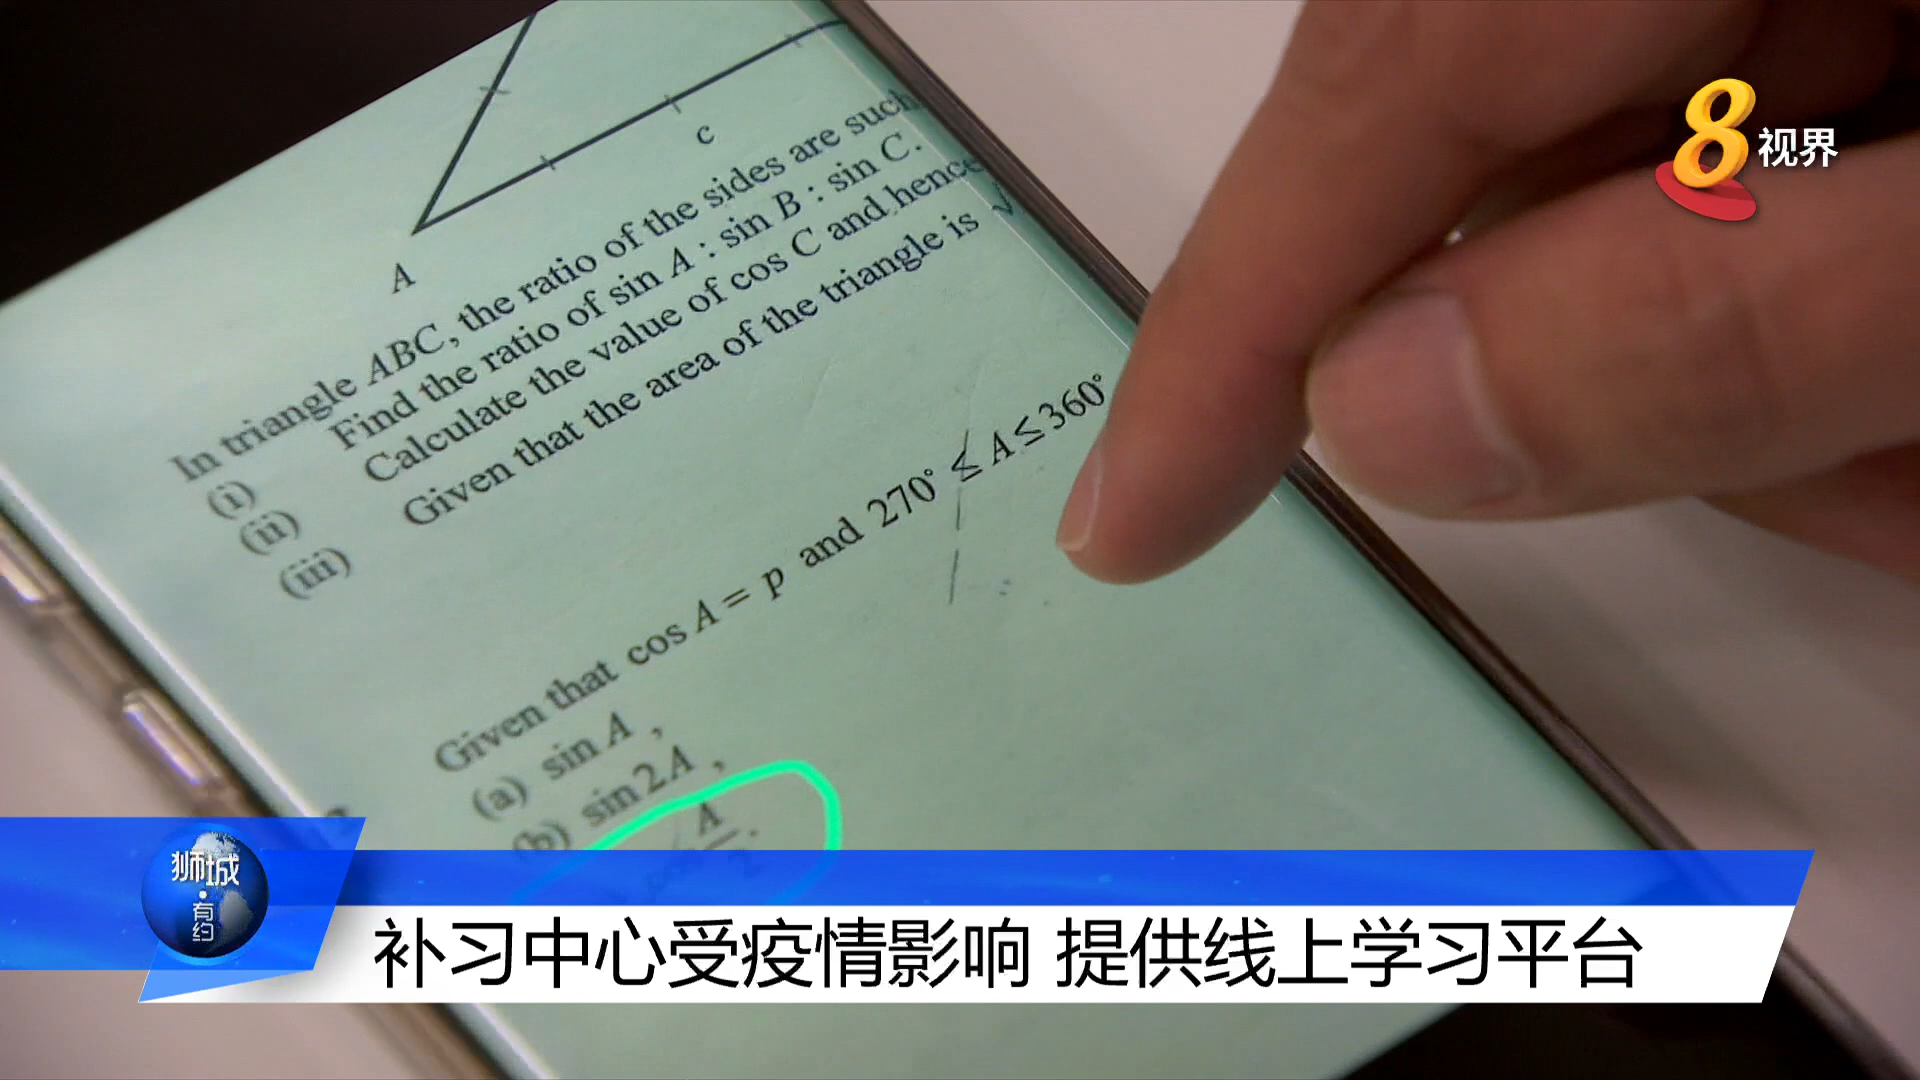 8视界
c
A
In triangle ABC, the ratio of the sides are such
(i) Find the ratio of sin A : sin B : sin C.
(ii) Calculate the value of cos C and hence
(iii) Given that the area of the triangle is √
Given that cos A = p and 270° ≤ A ≤ 360°
(a) sin A ,
(b) sin 2A ,
A
2
狮城
有约
补习中心受疫情影响 提供线上学习平台